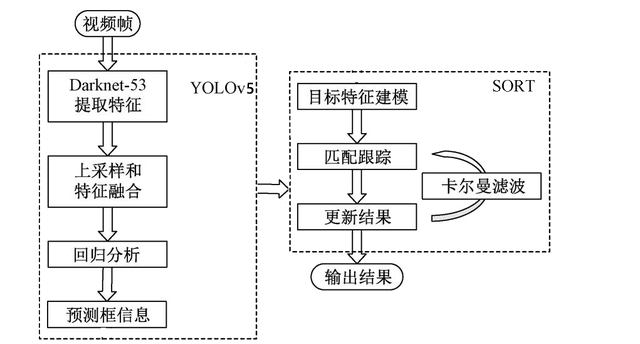 视频帧
Darknet-53
提取特征
YOLOv5
上采样和
特征融合
回归分析
预测框信息
SORT
目标特征建模
匹配跟踪
卡尔曼滤波
更新结果
输出结果